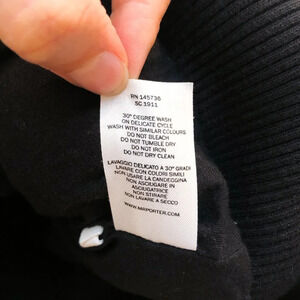 RN 145736
SC 1911
30° DEGREE WASH
ON DELICATE CYCLE
WASH WITH SIMILAR COLOURS
DO NOT BLEACH
DO NOT TUMBLE DRY
DO NOT IRON
DO NOT DRY CLEAN
LAVAGGIO DELICATO A 30° GRADI
LAVARE CON COLORI SIMILI
NON USARE LA CANDEGGINA
NON ASCIUGARE IN
ASCIUGATRICE
NON STIRARE
NON LAVARE A SECCO
WWW.MRPORTER.COM